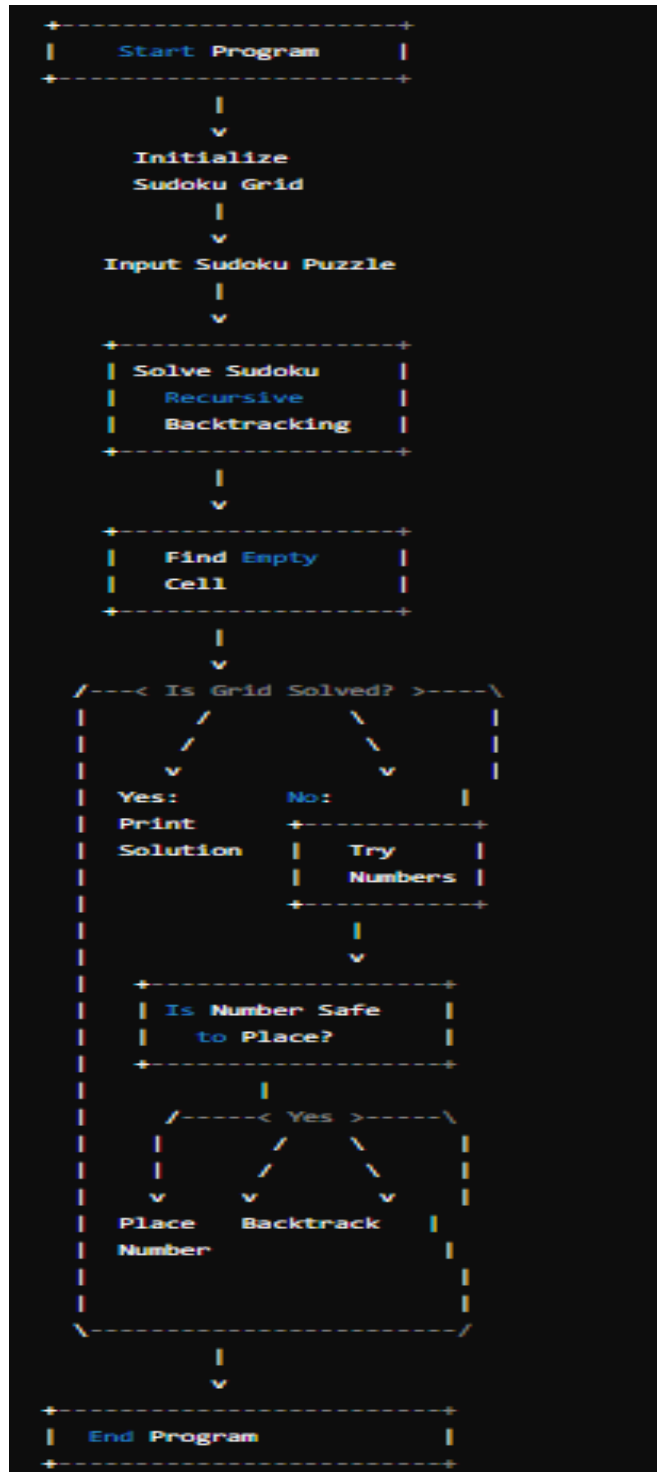 Start Program
Initialize
Sudoku Grid
Input Sudoku Puzzle
Solve Sudoku
Recursive
Backtracking
Find Empty
Cell
< Is Grid Solved? >
Yes: No:
Print
Solution Try
Numbers
Is Number Safe
to Place?
< Yes >
Place Backtrack
Number
End Program